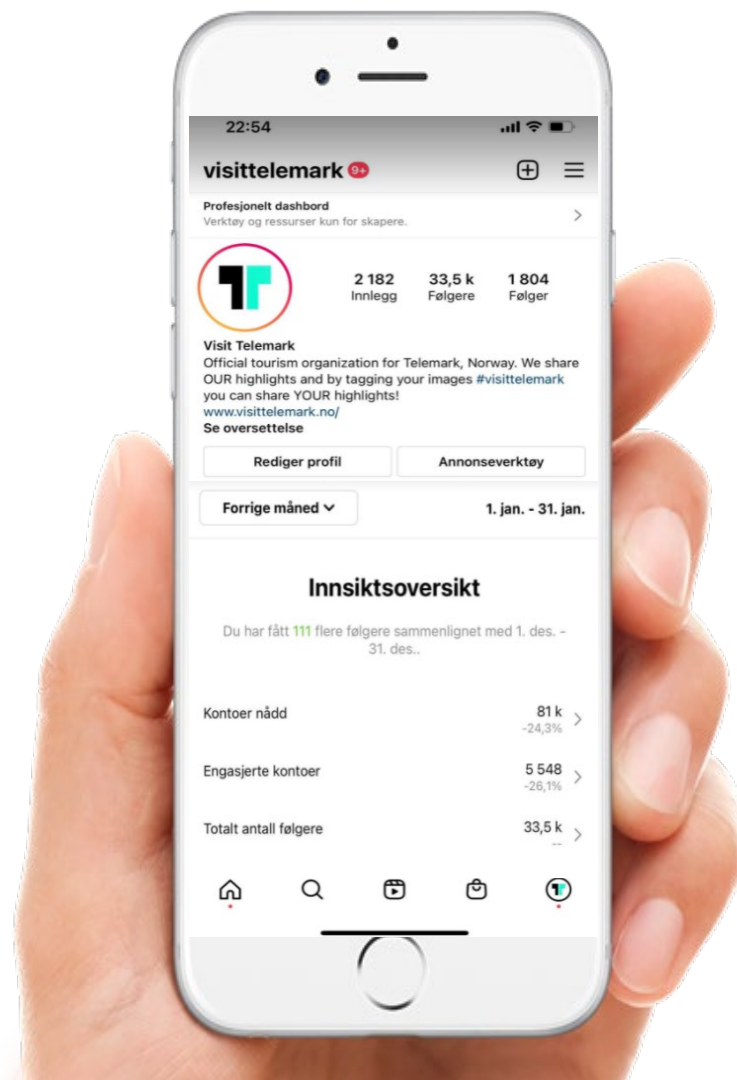 22:54
visittelemark 9+
Profesjonelt dashbord
Verktøy og ressurser kun for skapere.
2 182 33,5 k 1 804
Innlegg Følgere Følger
Visit Telemark
Official tourism organization for Telemark, Norway. We share
OUR highlights and by tagging your images #visittelemark
you can share YOUR highlights!
www.visittelemark.no/
Se oversettelse
Rediger profil Annonseverktøy
Forrige måned 1. jan. - 31. jan.
Innsiktsoversikt
Du har fått 111 flere følgere sammenlignet med 1. des. -
31. des..
Kontoer nådd 81 k
-24,3%
Engasjerte kontoer 5 548
-26,1%
Totalt antall følgere 33,5 k
--